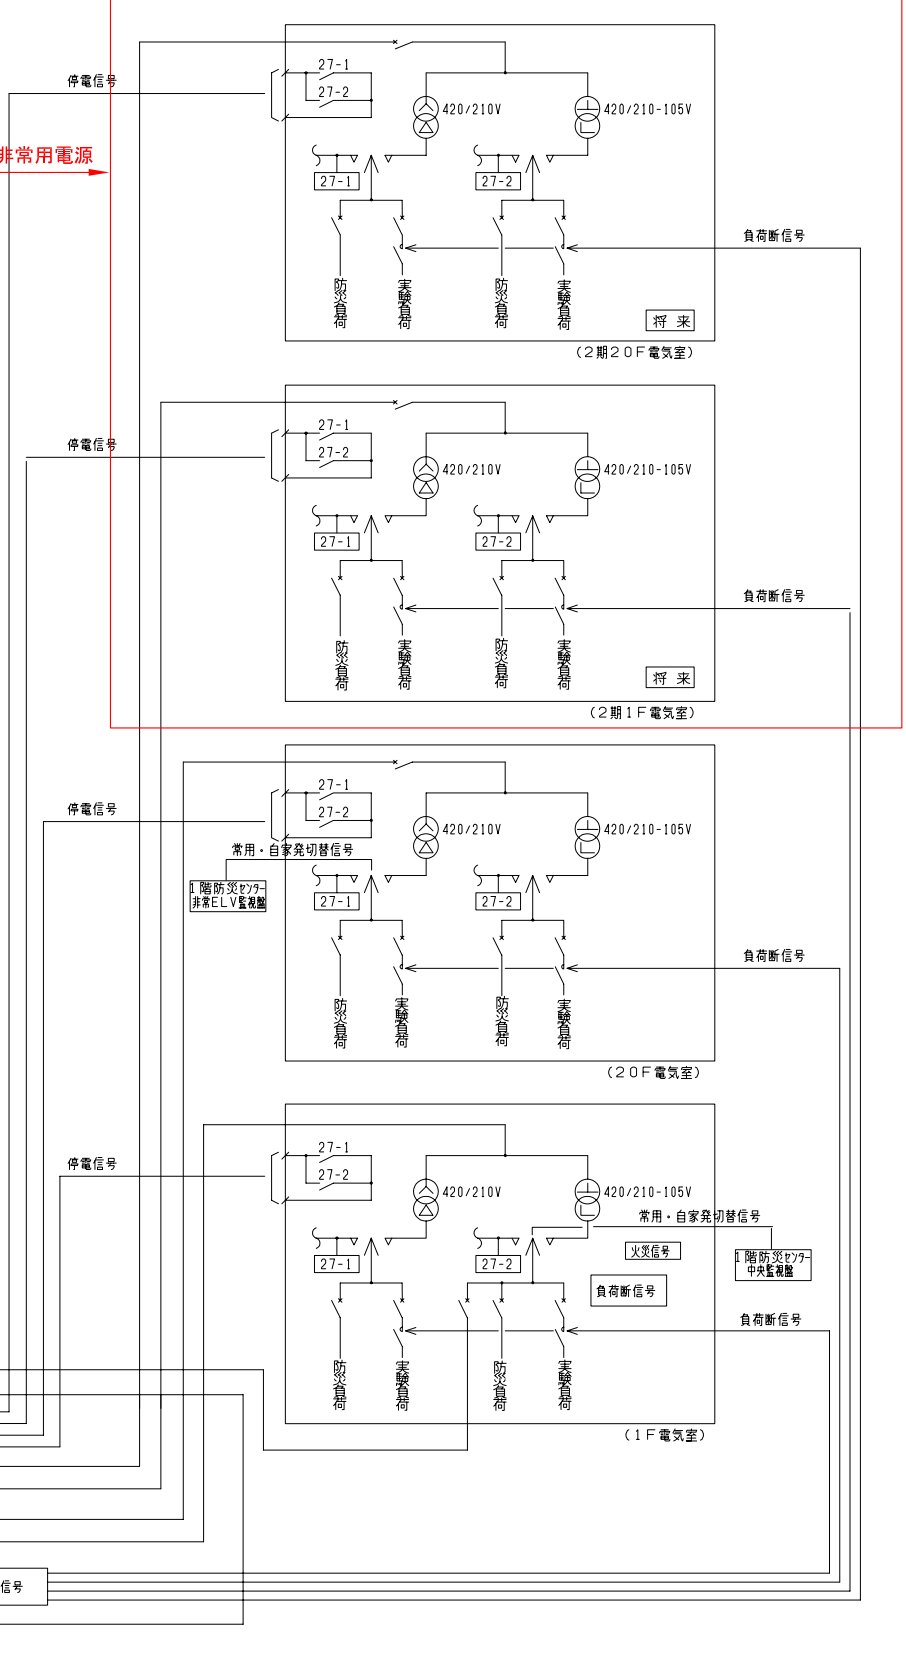 27-1
停電信号
27-2
420/210V
420/210-105V
非常用電源
27-1
27-2
負荷断信号
防災負荷
実験負荷
防災負荷
実験負荷
将 来
(2期20F電気室)
27-1
停電信号
27-2
420/210V
420/210-105V
27-1
27-2
負荷断信号
防災負荷
実験負荷
防災負荷
実験負荷
将 来
(2期1F電気室)
27-1
停電信号
27-2
420/210V
420/210-105V
常用・自家発切替信号
1階防災センター
非常ELV監視盤
27-1
27-2
負荷断信号
防災負荷
実験負荷
防災負荷
実験負荷
(20F電気室)
27-1
停電信号
27-2
420/210V
420/210-105V
常用・自家発切替信号
火災信号
1階防災センター
中央監視盤
27-1
27-2
負荷断信号
負荷断信号
防災負荷
実験負荷
防災負荷
実験負荷
(1F電気室)
信号